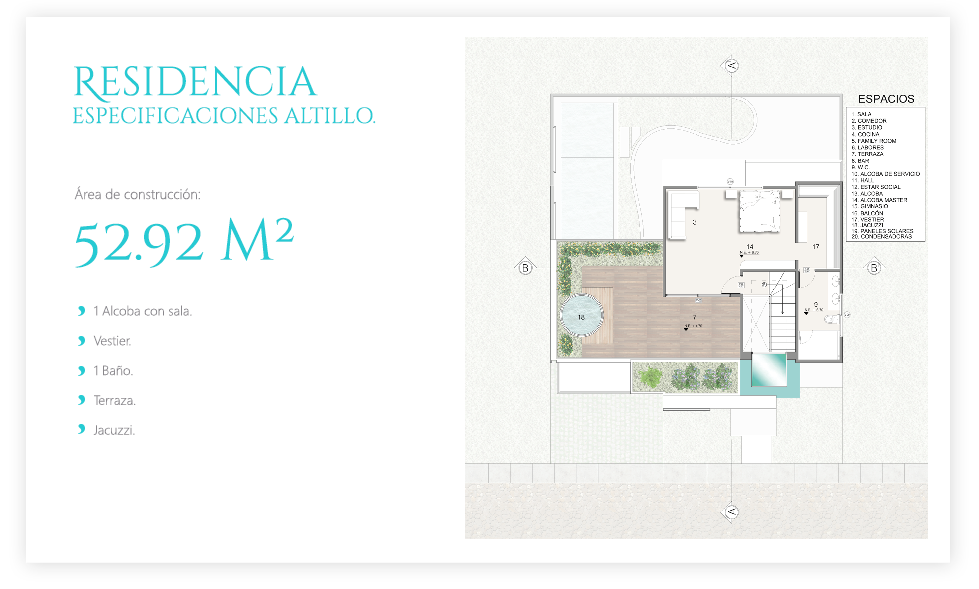 RESIDENCIA
ESPECIFICACIONES ALTILLO.
Área de construcción:
52.92 M²
1 Alcoba con sala.
Vestier.
1 Baño.
Terraza.
Jacuzzi.
ESPACIOS
1. SALA
2. COMEDOR
3. ESTUDIO
4. COCINA
5. FAMILY ROOM
6. LABORES
7. TERRAZA
8. BAR
9. W.C
10. ALCOBA DE SERVICIO
11. HALL
12. ESTAR SOCIAL
13. ALCOBA
14. ALCOBA MASTER
15. GIMNASIO
16. BALCÓN
17. VESTIER
18. JACUZZI
19. PANELES SOLARES
20. CONDENSADORAS
A
14
17
B
B
9
18
7
A